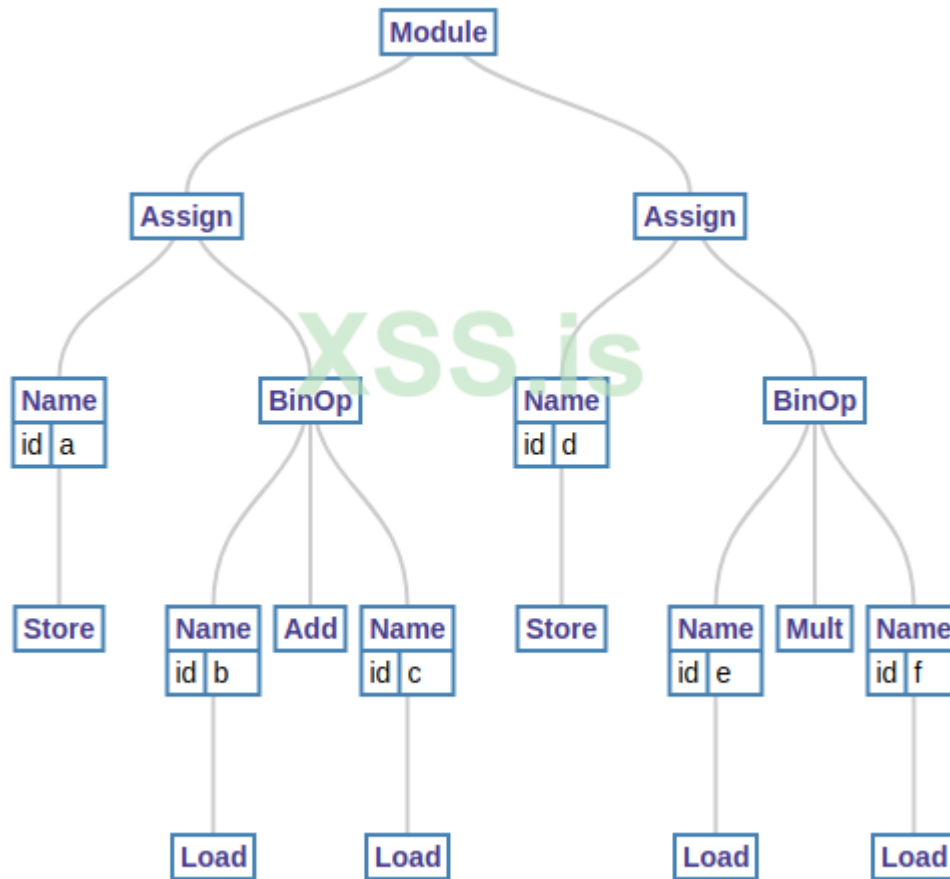 Module
Assign Assign
XSS.is
Name BinOp Name BinOp
id a id d
Store Name Add Name Store Name Mult Name
id b id c id e id f
Load Load Load Load